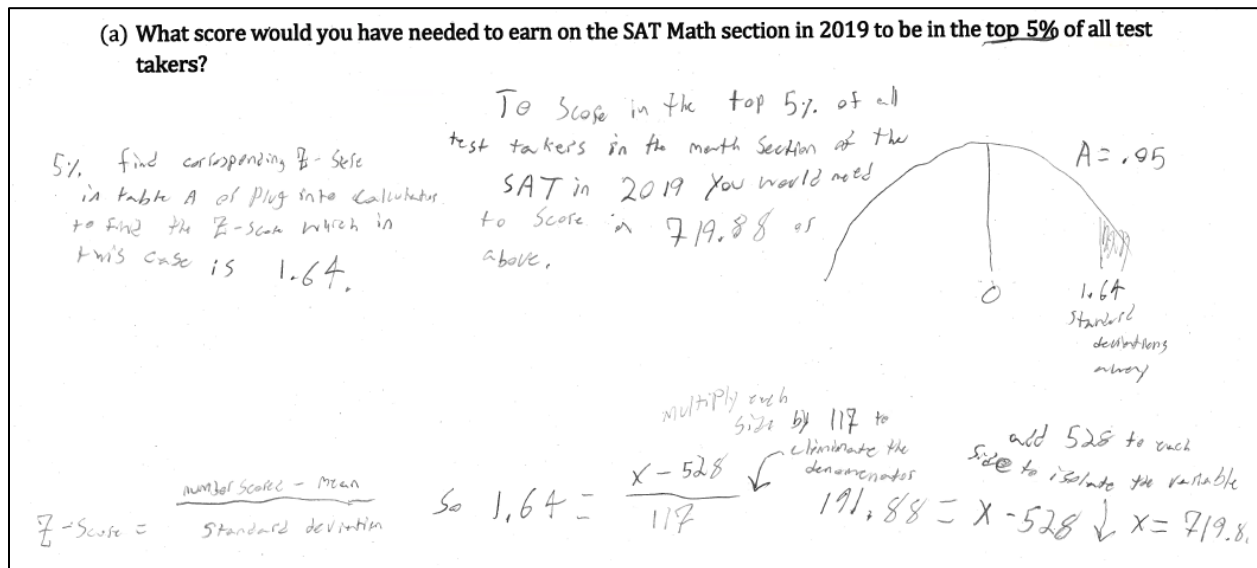 (a) What score would you have needed to earn on the SAT Math section in 2019 to be in the top 5% of all test
takers?
To score in the top 5% of all
test takers in the math section of the
SAT in 2019 you would need
to score a 719.88 or
above.
5% find corresponding Z-score
in table A or plug into calculator
to find the Z-score which in
this case is 1.64.
A = .05
0
1.64
standard
deviations
away
Z-score = number scored - mean
standard deviation
So 1.64 = x - 528
117
multiply each
side by 117 to
eliminate the
denomenator
191.88 = x - 528
add 528 to each
side to isolate the variable
x = 719.8